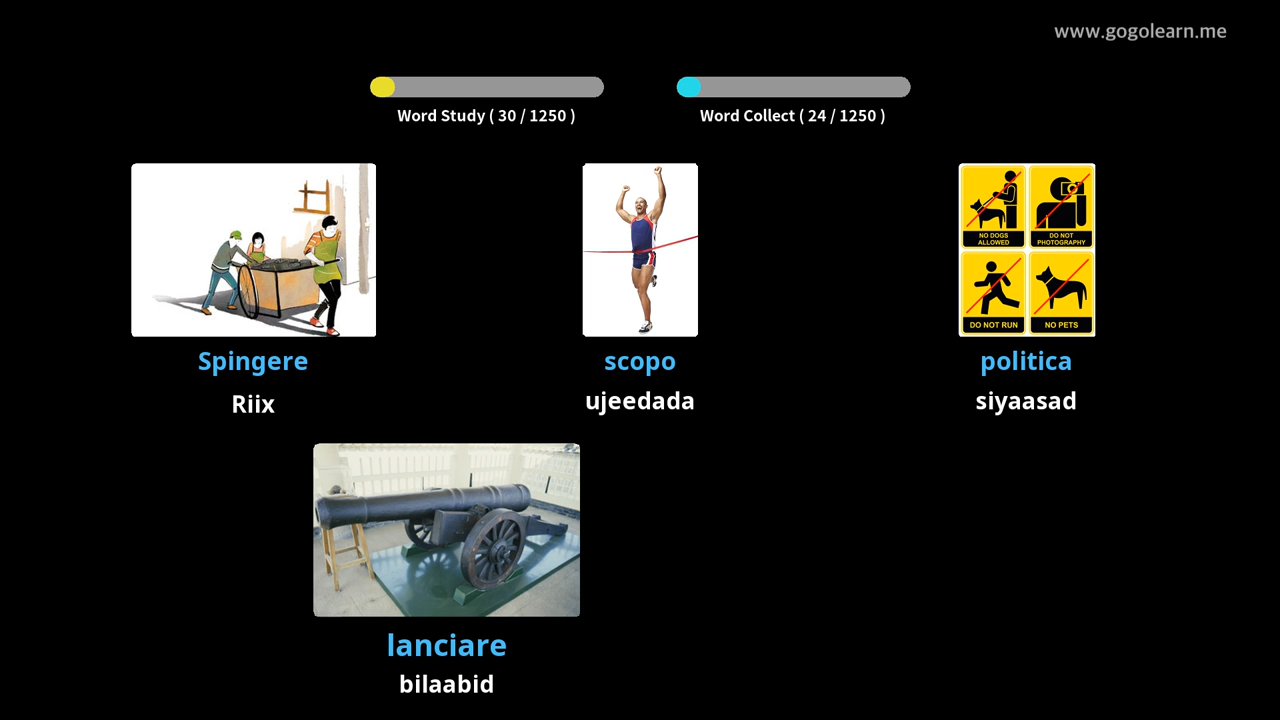 www.gogolearn.me
Word Study ( 30 / 1250 )
Word Collect ( 24 / 1250 )
NO DOGS
ALLOWED
DO NOT
PHOTOGRAPHY
DO NOT RUN
NO PETS
Spingere
scopo
politica
Riix
ujeedada
siyaasad
lanciare
bilaabid